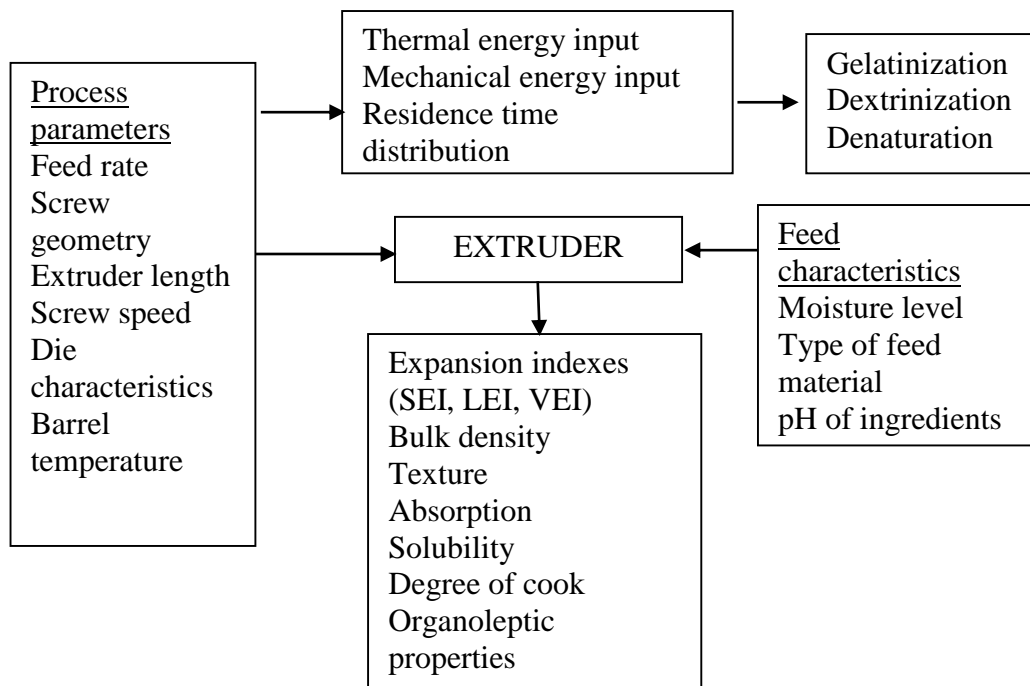 Process
parameters
Feed rate
Screw
geometry
Extruder length
Screw speed
Die
characteristics
Barrel
temperature
Thermal energy input
Mechanical energy input
Residence time
distribution
Gelatinization
Dextrinization
Denaturation
EXTRUDER
Feed
characteristics
Moisture level
Type of feed
material
pH of ingredients
Expansion indexes
(SEI, LEI, VEI)
Bulk density
Texture
Absorption
Solubility
Degree of cook
Organoleptic
properties